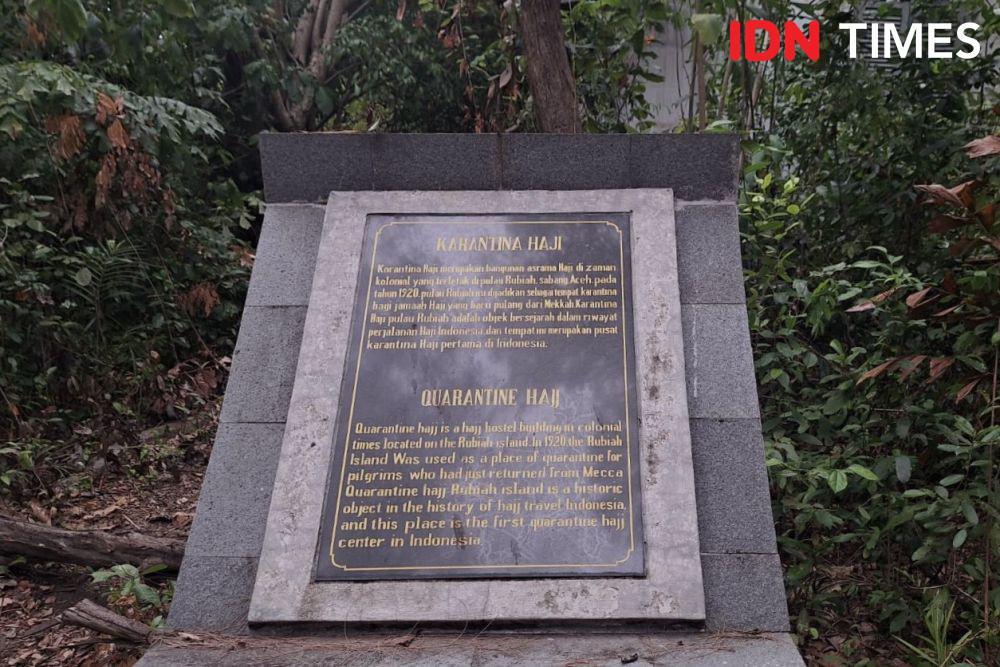 IDN TIMES
KARANTINA HAJI
Karantina Haji merupakan bangunan asrama Haji di zaman
kolonial yang terletak di pulau Rubiah, sabang Aceh, pada
tahun 1920, pulau Rubiah ini dijadikan sebagai tempat karantina
bagi jamaah Haji yang baru pulang dari Mekkah. Karantina
Haji pulau Rubiah adalah objek bersejarah dalam riwayat
perjalanan Haji Indonesia, dan tempat ini merupakan pusat
karantina Haji pertama di Indonesia.
QUARANTINE HAJJ
Quarantine hajj is a hajj hostel building in colonial
times located on the Rubiah island. In 1920, the Rubiah
Island Was used as a place of quarantine for
pilgrims who had just returned from Mecca
Quarantine hajj Rubiah island is a historic
object in the history of hajj travel Indonesia,
and this place is the first quarantine hajj
center in Indonesia.